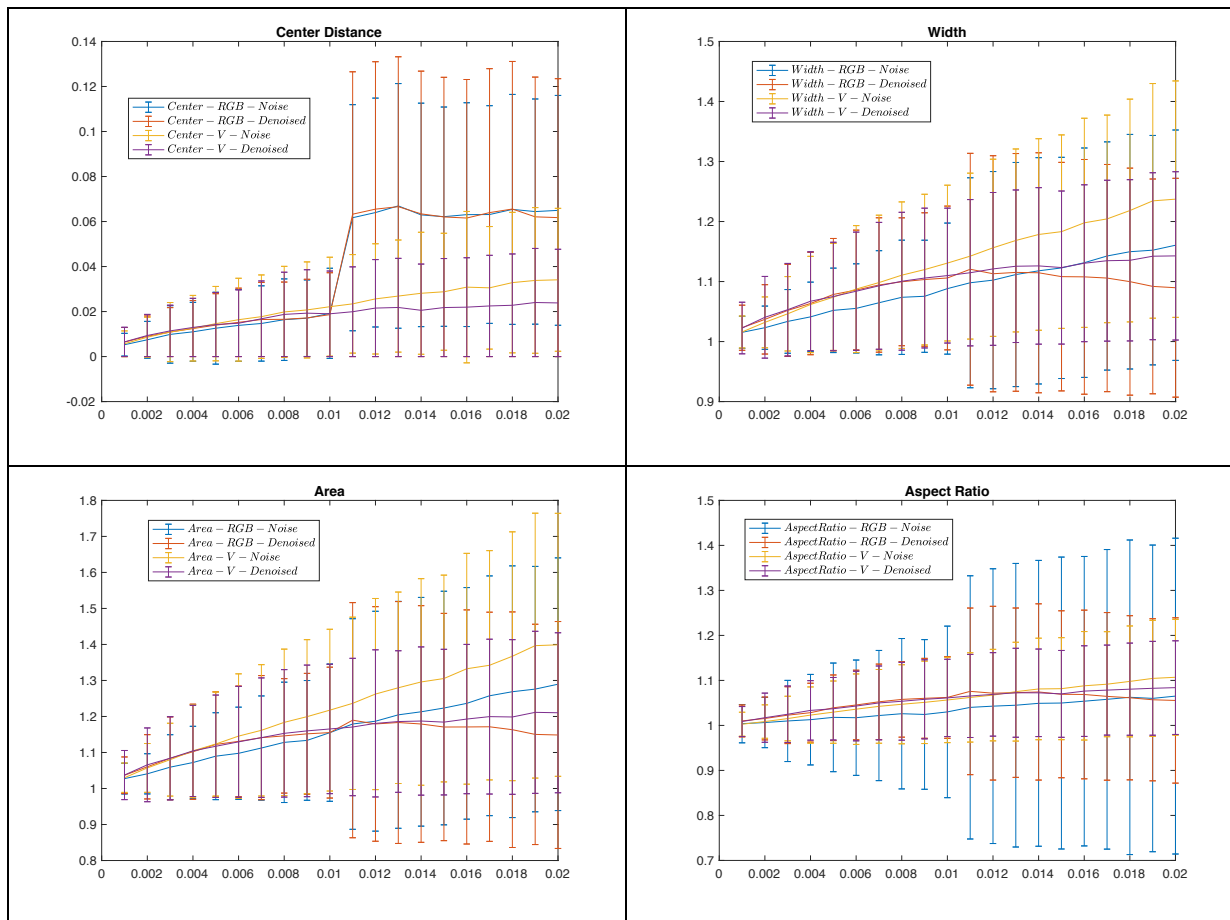 Center Distance
0.14
0.12
0.1
0.08
0.06
0.04
0.02
0
-0.02
Center - RGB - Noise
Center - RGB - Denoised
Center - V - Noise
Center - V - Denoised
0 0.002 0.004 0.006 0.008 0.01 0.012 0.014 0.016 0.018 0.02
Width
1.5
1.4
1.3
1.2
1.1
1
0.9
Width - RGB - Noise
Width - RGB - Denoised
Width - V - Noise
Width - V - Denoised
0 0.002 0.004 0.006 0.008 0.01 0.012 0.014 0.016 0.018 0.02
Area
1.8
1.7
1.6
1.5
1.4
1.3
1.2
1.1
1
0.9
0.8
Area - RGB - Noise
Area - RGB - Denoised
Area - V - Noise
Area - V - Denoised
0 0.002 0.004 0.006 0.008 0.01 0.012 0.014 0.016 0.018 0.02
Aspect Ratio
1.5
1.4
1.3
1.2
1.1
1
0.9
0.8
0.7
AspectRatio - RGB - Noise
AspectRatio - RGB - Denoised
AspectRatio - V - Noise
AspectRatio - V - Denoised
0 0.002 0.004 0.006 0.008 0.01 0.012 0.014 0.016 0.018 0.02